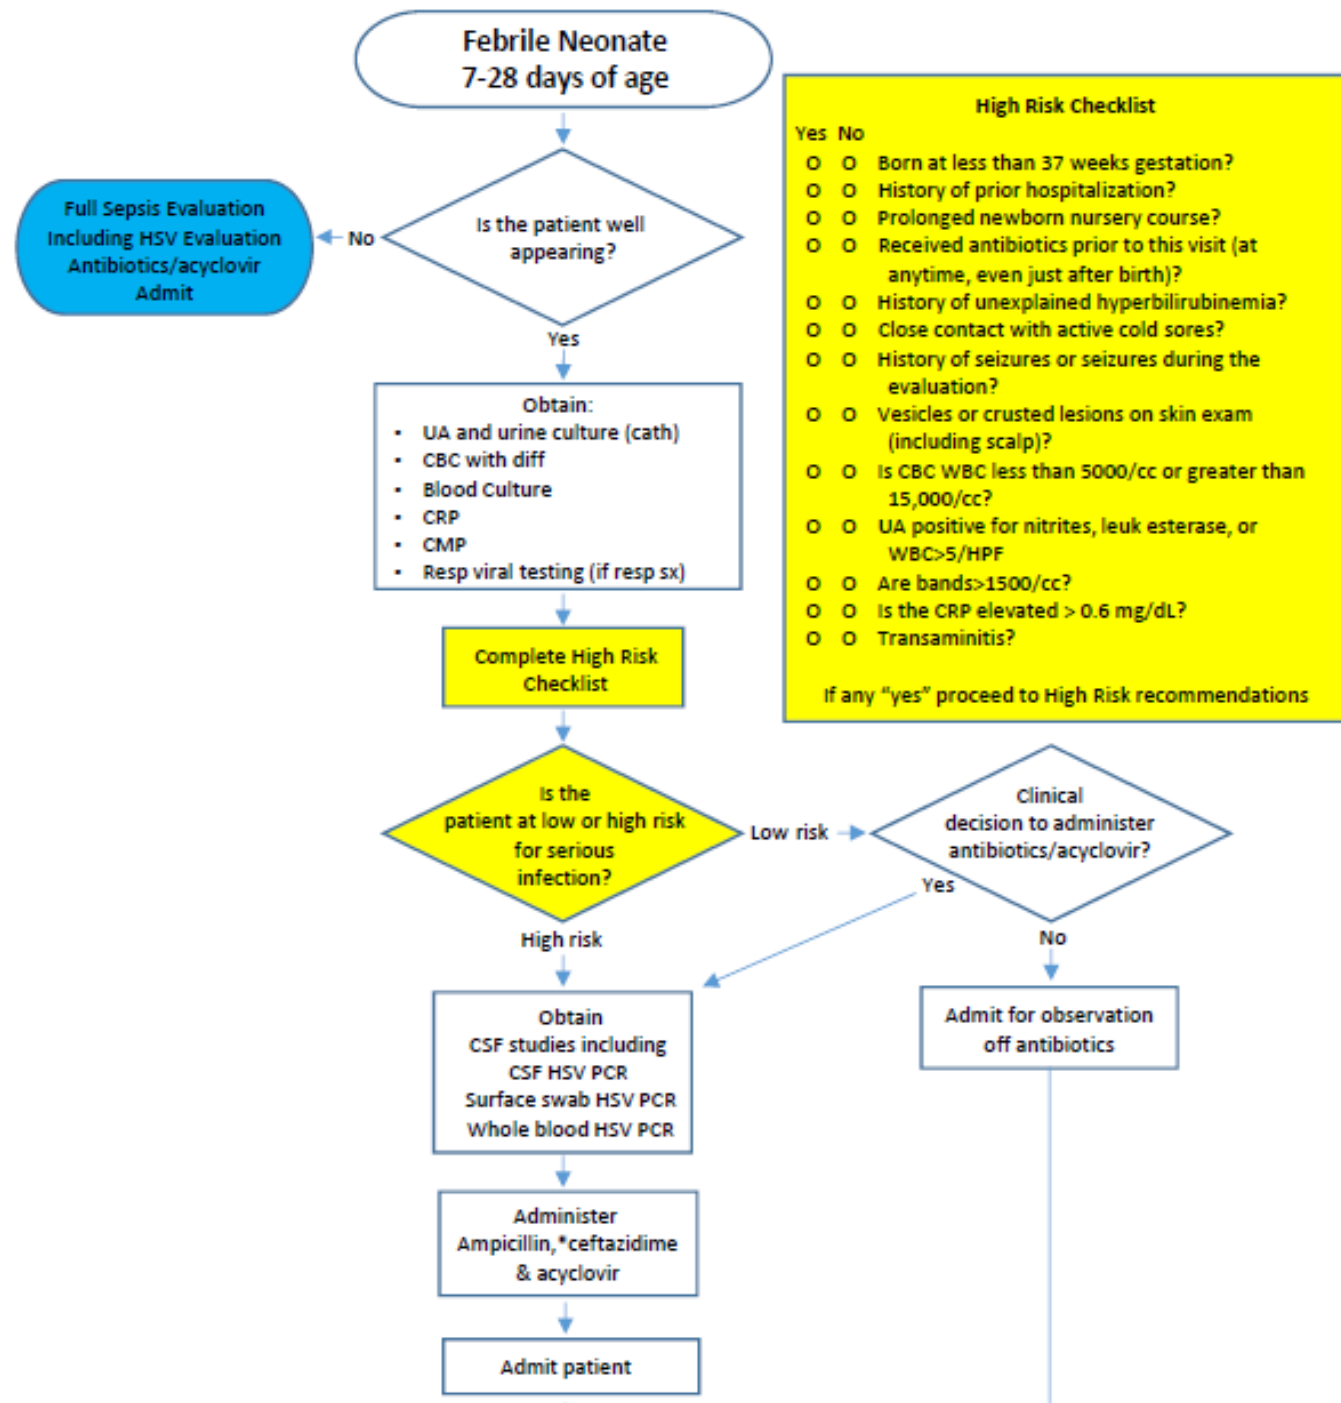 Febrile Neonate
7-28 days of age
Is the patient well
appearing?
No
Full Sepsis Evaluation
Including HSV Evaluation
Antibiotics/acyclovir
Admit
Yes
Obtain:
▪ UA and urine culture (cath)
▪ CBC with diff
▪ Blood Culture
▪ CRP
▪ CMP
▪ Resp viral testing (if resp sx)
Complete High Risk
Checklist
High Risk Checklist
Yes No
O O Born at less than 37 weeks gestation?
O O History of prior hospitalization?
O O Prolonged newborn nursery course?
O O Received antibiotics prior to this visit (at
anytime, even just after birth)?
O O History of unexplained hyperbilirubinemia?
O O Close contact with active cold sores?
O O History of seizures or seizures during the
evaluation?
O O Vesicles or crusted lesions on skin exam
(including scalp)?
O O Is CBC WBC less than 5000/cc or greater than
15,000/cc?
O O UA positive for nitrites, leuk esterase, or
WBC>5/HPF
O O Are bands>1500/cc?
O O Is the CRP elevated > 0.6 mg/dL?
O O Transaminitis?
If any “yes” proceed to High Risk recommendations
Is the
patient at low or high risk
for serious
infection?
Low risk
Clinical
decision to administer
antibiotics/acyclovir?
Yes
No
High risk
Obtain
CSF studies including
CSF HSV PCR
Surface swab HSV PCR
Whole blood HSV PCR
Admit for observation
off antibiotics
Administer
Ampicillin,*ceftazidime
& acyclovir
Admit patient